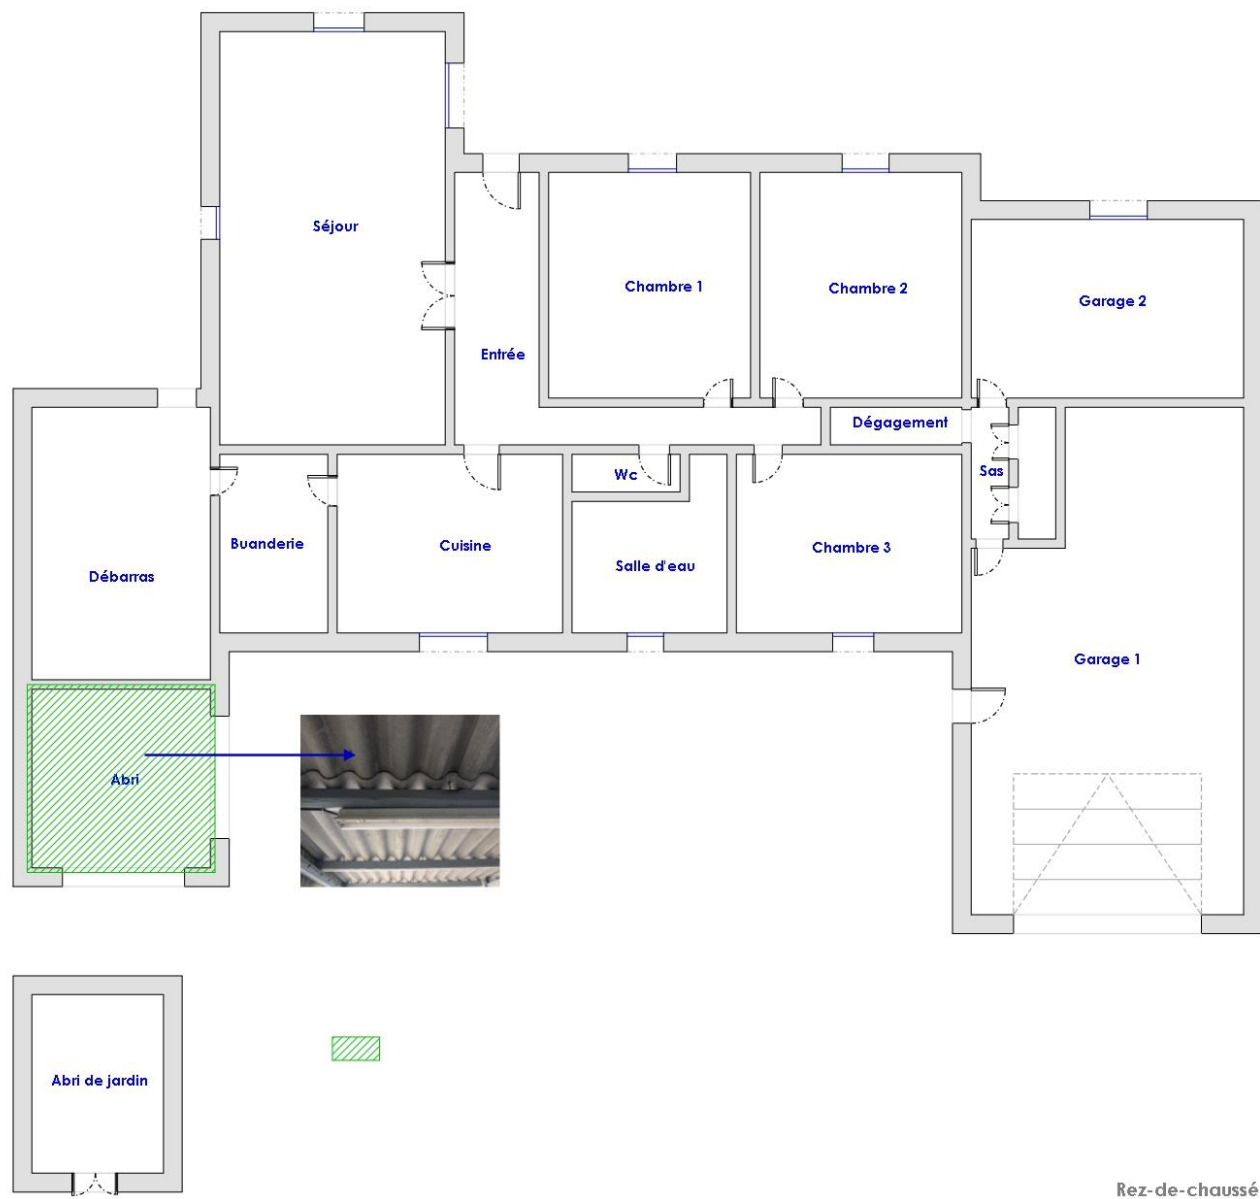 Séjour
Chambre 1
Chambre 2
Garage 2
Entrée
Dégagement
Wc
Sas
Buanderie
Cuisine
Chambre 3
Salle d'eau
Débarras
Garage 1
Abri
Abri de jardin
Rez-de-chaussé